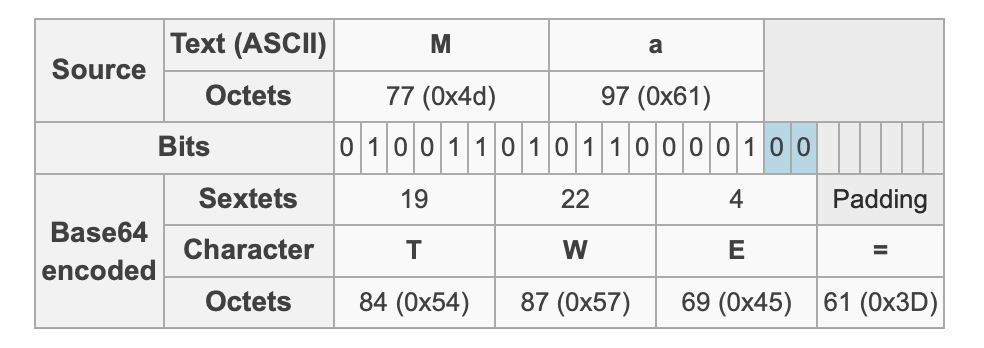 Source Text (ASCII) M a
Octets 77 (0x4d) 97 (0x61)
Bits 0 1 0 0 1 1 0 1 0 1 1 0 0 0 0 1 0 0
Base64 encoded Sextets 19 22 4 Padding
Character T W E =
Octets 84 (0x54) 87 (0x57) 69 (0x45) 61 (0x3D)